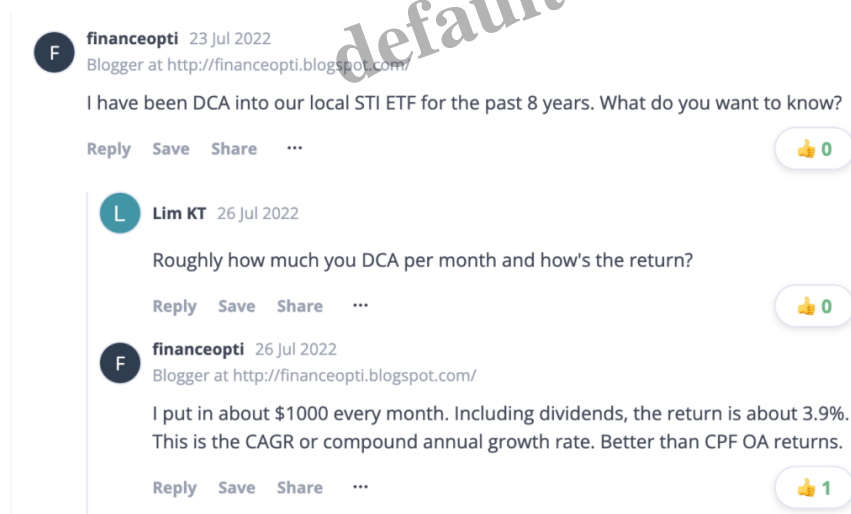 default
F
financeopti 23 Jul 2022
Blogger at http://financeopti.blogspot.com/
I have been DCA into our local STI ETF for the past 8 years. What do you want to know?
Reply Save Share ...
👍 0
L
Lim KT 26 Jul 2022
Roughly how much you DCA per month and how's the return?
Reply Save Share ...
👍 0
F
financeopti 26 Jul 2022
Blogger at http://financeopti.blogspot.com/
I put in about $1000 every month. Including dividends, the return is about 3.9%.
This is the CAGR or compound annual growth rate. Better than CPF OA returns.
Reply Save Share ...
👍 1